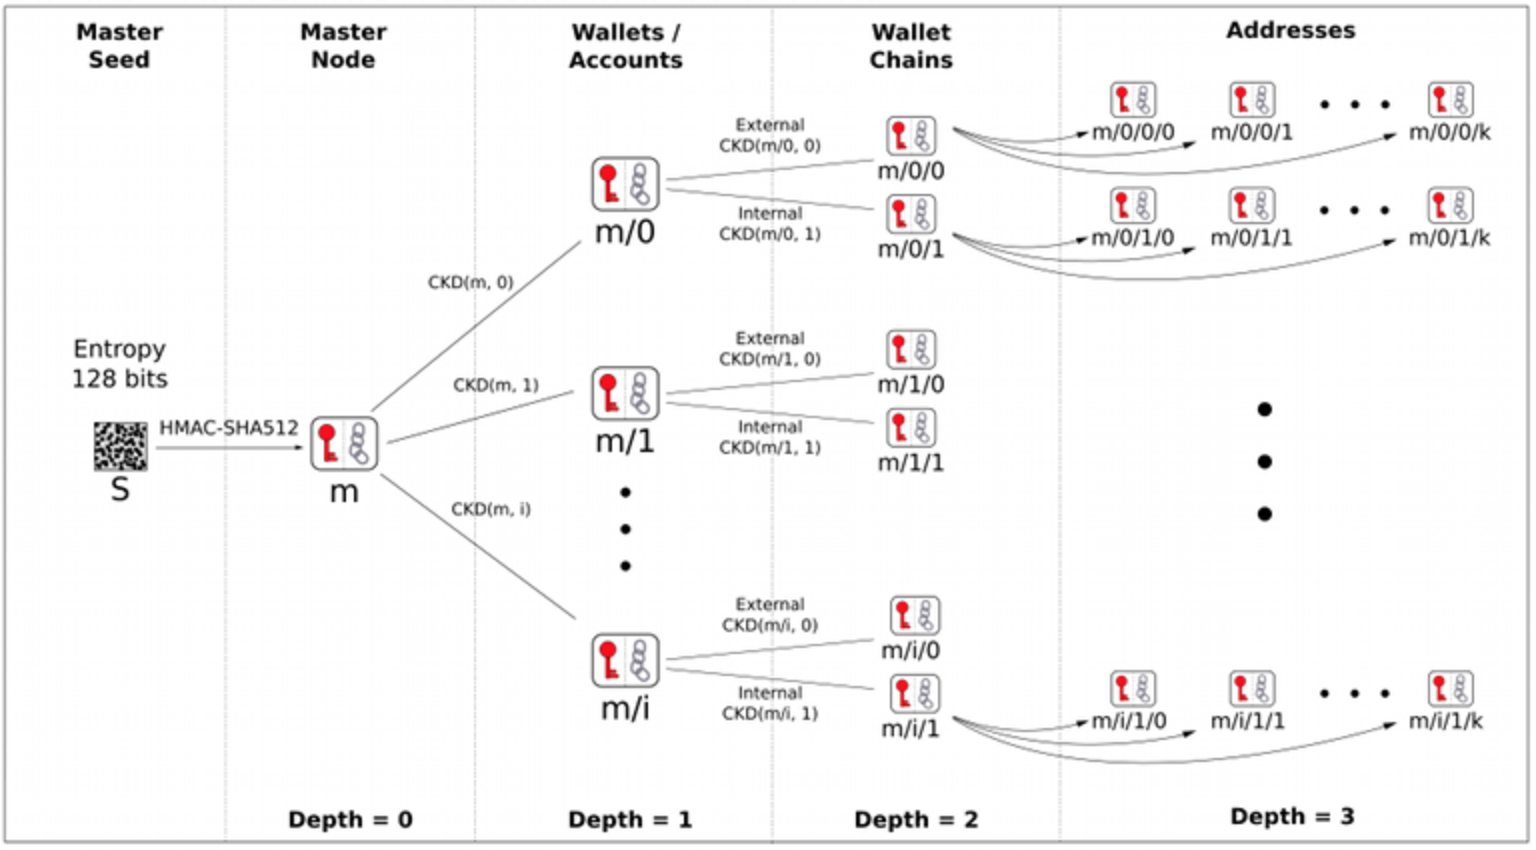 Master
Seed
Master
Node
Wallets /
Accounts
Wallet
Chains
Addresses
Entropy
128 bits
HMAC-SHA512
S
m
CKD(m, 0)
CKD(m, 1)
CKD(m, i)
m/0
m/1
m/i
External
CKD(m/0, 0)
Internal
CKD(m/0, 1)
External
CKD(m/1, 0)
Internal
CKD(m/1, 1)
External
CKD(m/i, 0)
Internal
CKD(m/i, 1)
m/0/0
m/0/1
m/1/0
m/1/1
m/i/0
m/i/1
m/0/0/0 m/0/0/1 m/0/0/k
m/0/1/0 m/0/1/1 m/0/1/k
m/i/1/0 m/i/1/1 m/i/1/k
Depth = 0
Depth = 1
Depth = 2
Depth = 3